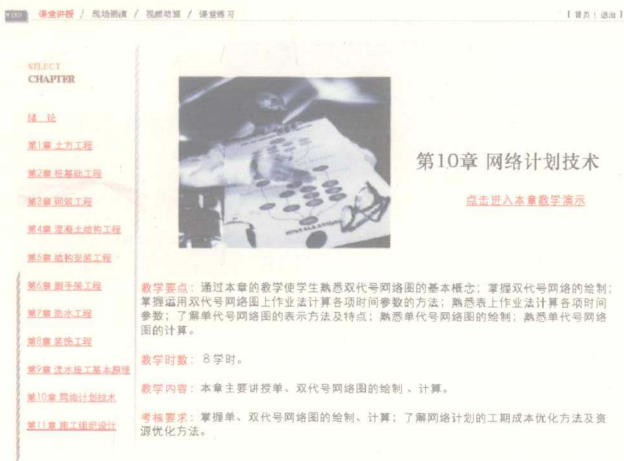 课堂讲授 / 现场录像 / 视频动画 / 课堂练习
[ 首页 | 退出 ]
SELECT
CHAPTER
绪 论
第1章 土方工程
第2章 桩基础工程
第3章 砌筑工程
第4章 混凝土结构工程
第5章 结构安装工程
第6章 脚手架工程
第7章 防水工程
第8章 装饰工程
第9章 流水施工基本原理
第10章 网络计划技术
第11章 施工组织设计
第10章 网络计划技术
点击进入本章教学演示
教学要点：通过本章的教学使学生熟悉双代号网络图的基本概念；掌握双代号网络的绘制；
掌握运用双代号网络图上作业法计算各项时间参数的方法；熟悉表上作业法计算各项时间
参数；了解单代号网络图的表示方法及特点；熟悉单代号网络图的绘制；熟悉单代号网络
图的计算。
教学时数：8学时。
教学内容：本章主要讲授单、双代号网络图的绘制、计算。
考核要求：掌握单、双代号网络图的绘制、计算；了解网络计划的工期成本优化方法及资
源优化方法。